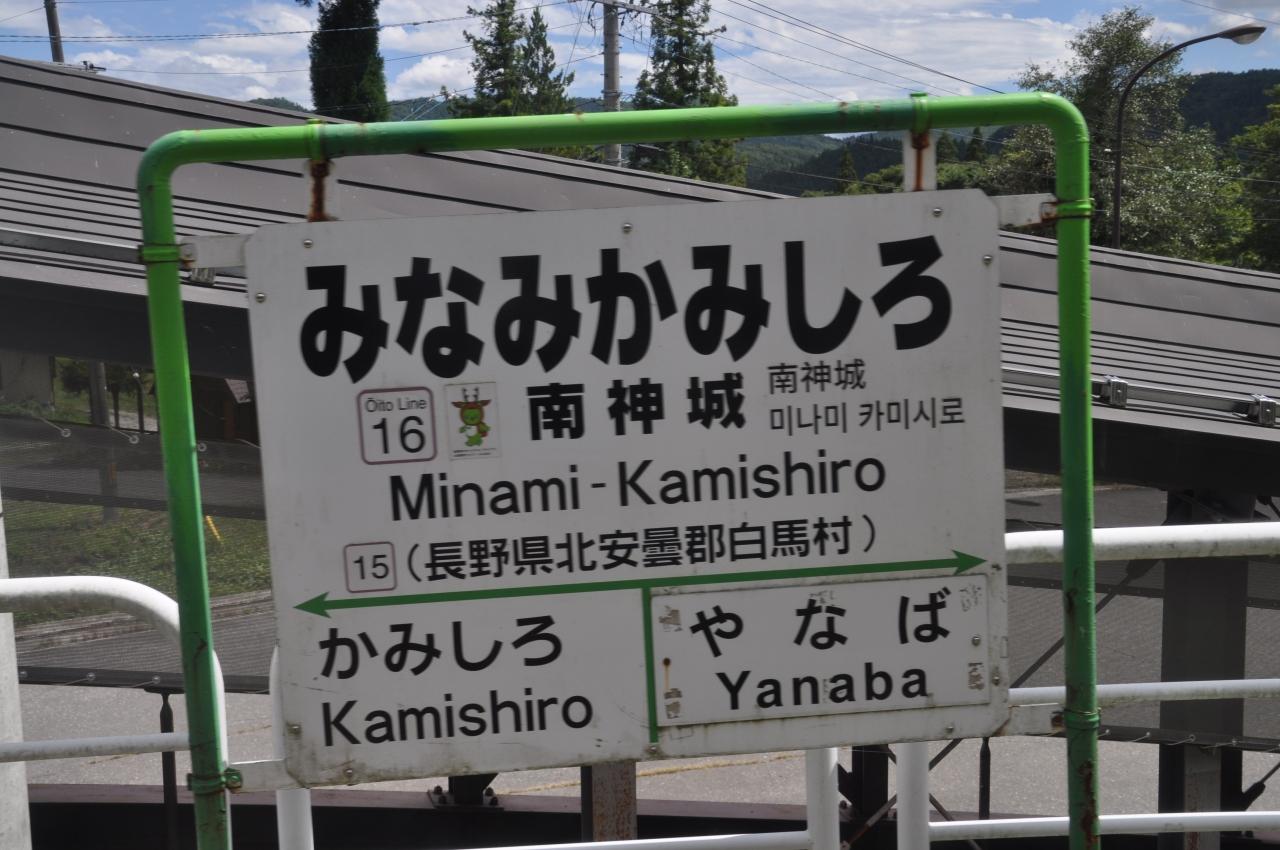 みなみかみしろ
Ōito Line
16
南神城
南神城
미나미 카미시로
Minami-Kamishiro
15 (長野県北安曇郡白馬村)
かみしろ
Kamishiro
やなば
Yanaba